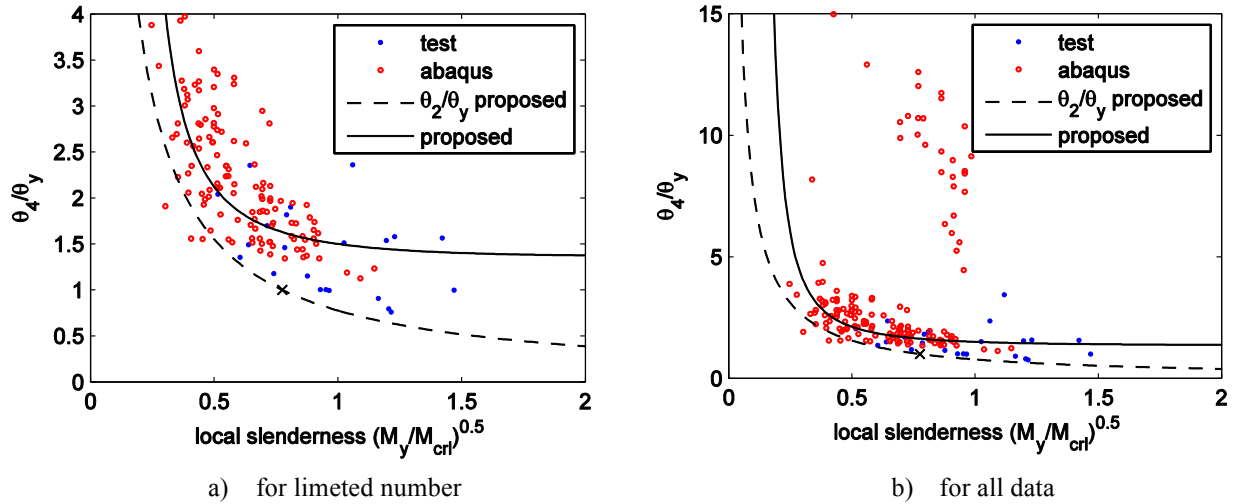 4
3.5
3
2.5
2
1.5
1
0.5
0
θ4/θy
0 0.5 1 1.5 2
local slenderness (My/Mcrl)^0.5
test
abaqus
θ2/θy proposed
proposed
a) for limeted number
15
10
5
0
θ4/θy
0 0.5 1 1.5 2
local slenderness (My/Mcrl)^0.5
test
abaqus
θ2/θy proposed
proposed
b) for all data